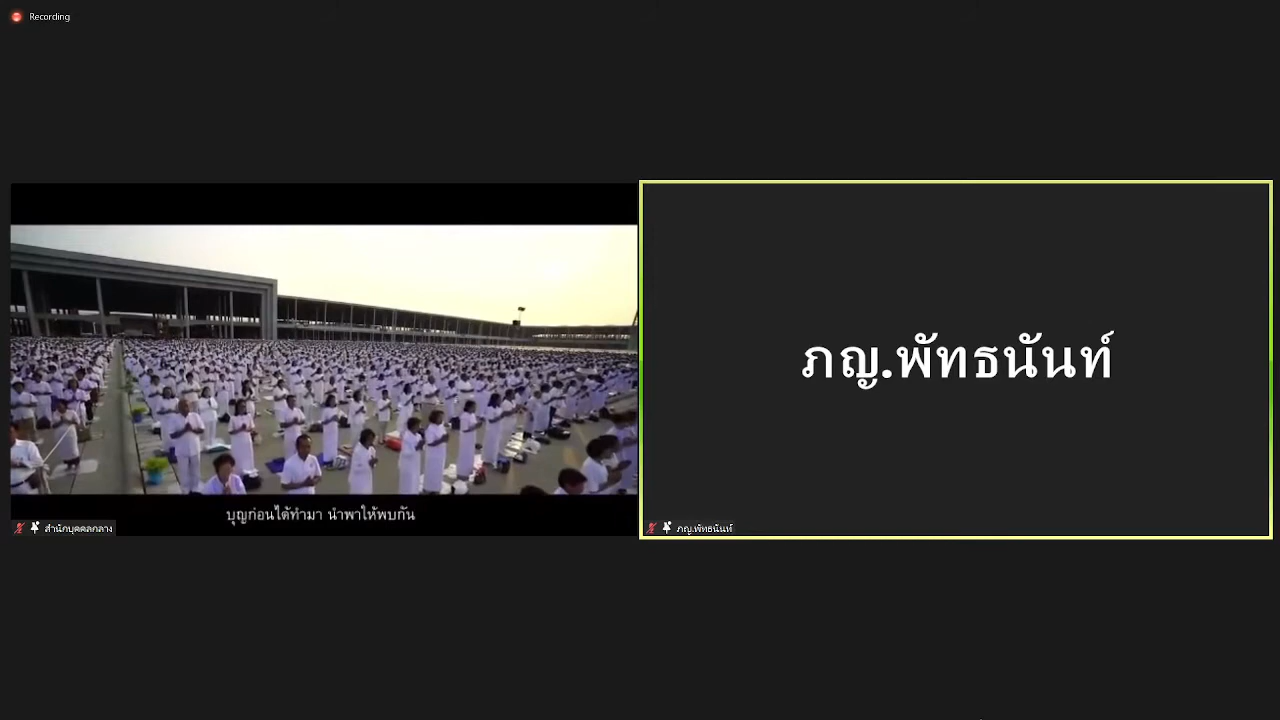 Recording
บุญก่อนได้ทำมา นำพาให้พบกัน
สำนักบุคคลกลาง
ภญ.พัทธนันท์
ภญ.พัทธนันท์